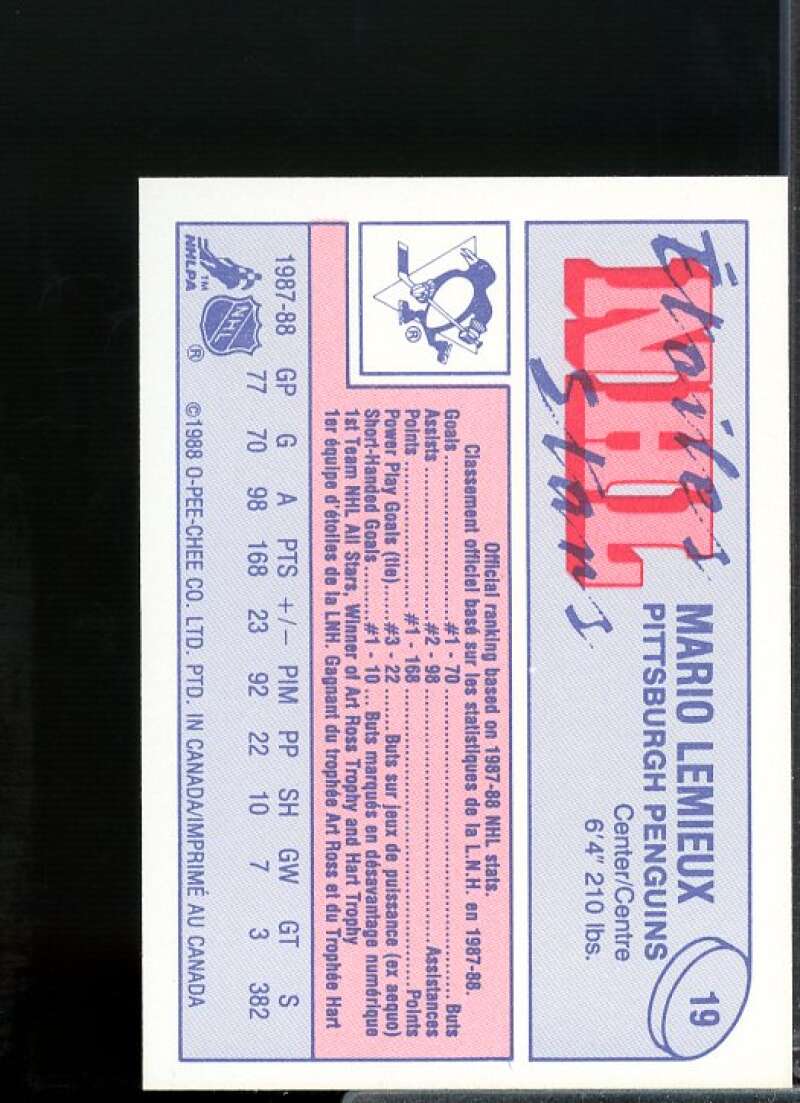 Étoiles
NHL
Stars
MARIO LEMIEUX
PITTSBURGH PENGUINS
Center/Centre
6'4" 210 lbs.
19
®
Official ranking based on 1987-88 NHL stats.
Classement officiel basé sur les statistiques de la L.N.H. en 1987-88.
Goals..................#1 - 70..................Buts
Assists..................#2 - 98..................Assistances
Points..................#1 - 168..................Points
Power Play Goals (tie).....#3 - 22.......Buts sur jeux de puissance (ex aequo)
Short-Handed Goals.......#1 - 10... Buts marqués en désavantage numérique
1st Team NHL All Stars, Winner of Art Ross Trophy and Hart Trophy
1er équipe d'étoiles de la LNH. Gagnant du trophée Art Ross et du Trophée Hart
1987-88 GP G A PTS +/- PIM PP SH GW GT S
77 70 98 168 23 92 22 10 7 3 382
NHLPA TM
NHL ®
©1988 O-PEE-CHEE CO. LTD. PTD. IN CANADA/IMPRIMÉ AU CANADA